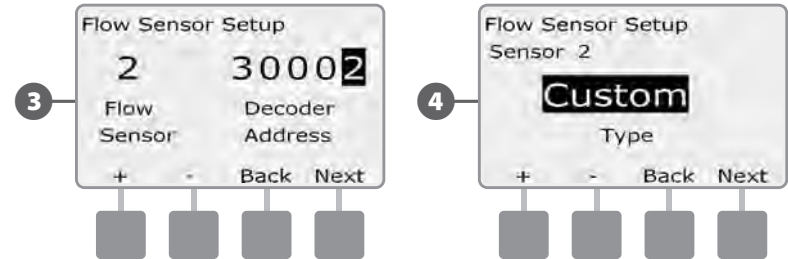 3
Flow Sensor Setup
2 30002
Flow Decoder
Sensor Address
+ - Back Next
4
Flow Sensor Setup
Sensor 2
Custom
Type
+ - Back Next